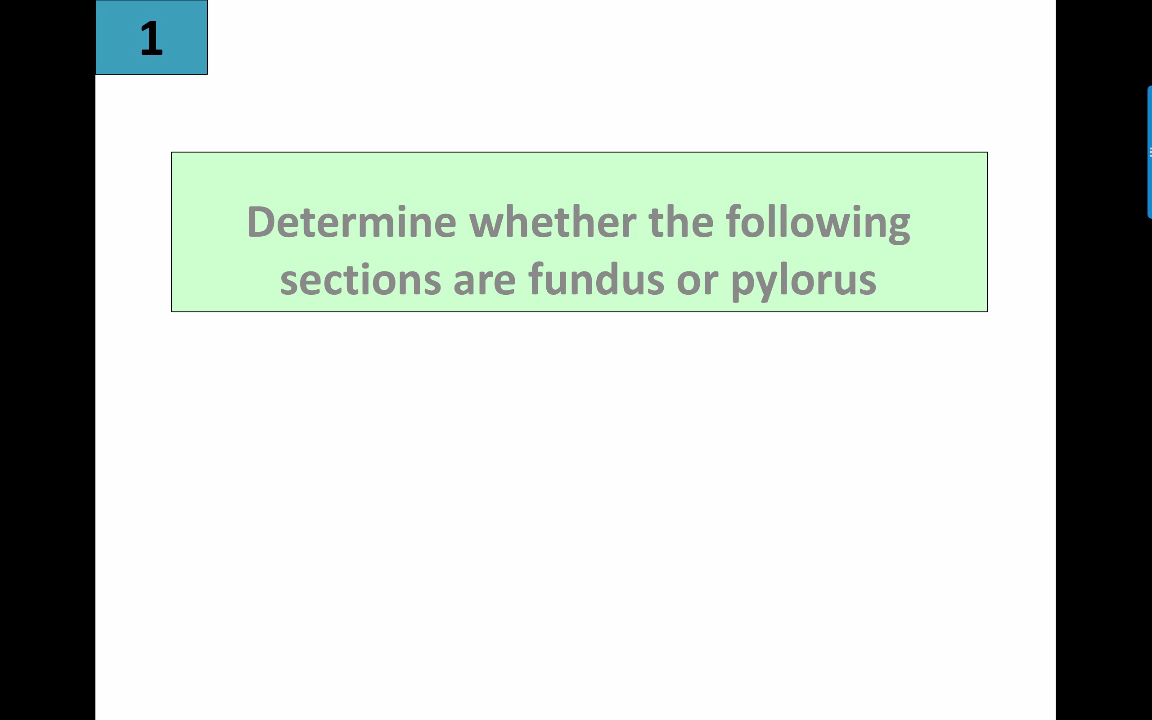 1
Determine whether the following
sections are fundus or pylorus